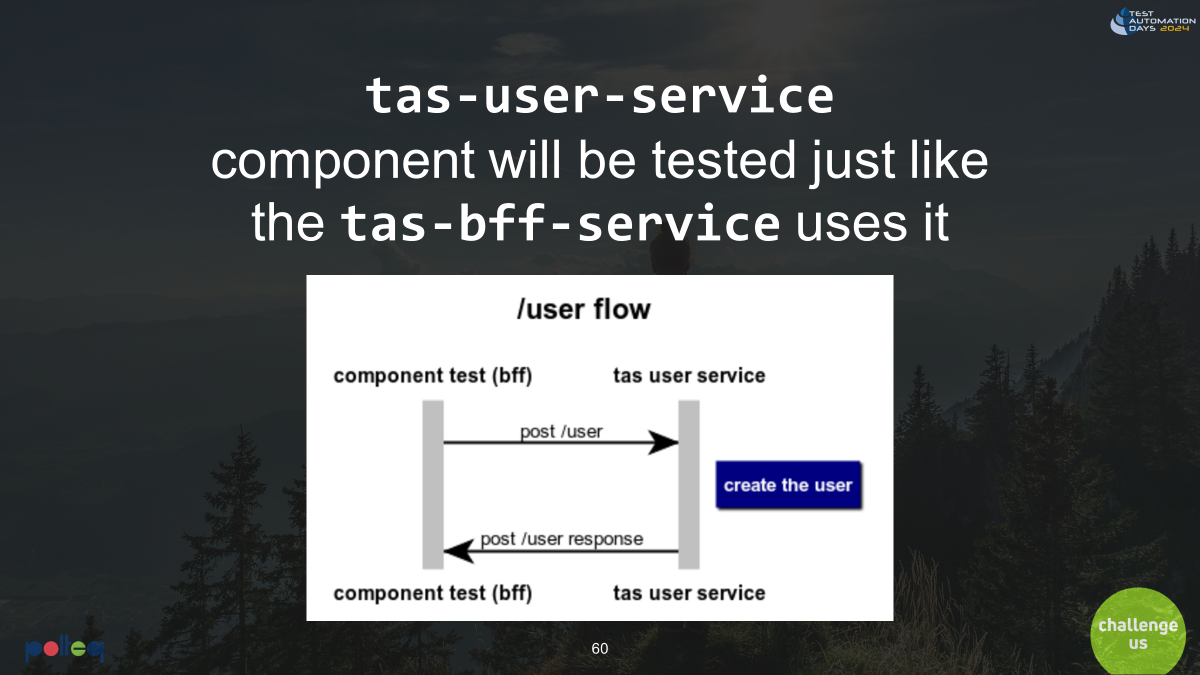 TEST
AUTOMATION
DAYS 2024
tas-user-service
component will be tested just like
the tas-bff-service uses it
/user flow
component test (bff) tas user service
post /user
create the user
post /user response
component test (bff) tas user service
polteq
60
challenge
us